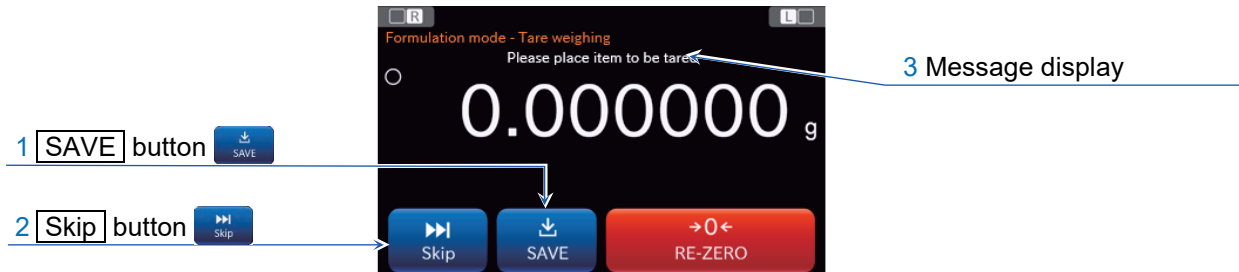 R
L
Formulation mode - Tare weighing
Please place item to be tared
3 Message display
0.000000 g
1 SAVE button SAVE
2 Skip button Skip
Skip
SAVE
→0←
RE-ZERO